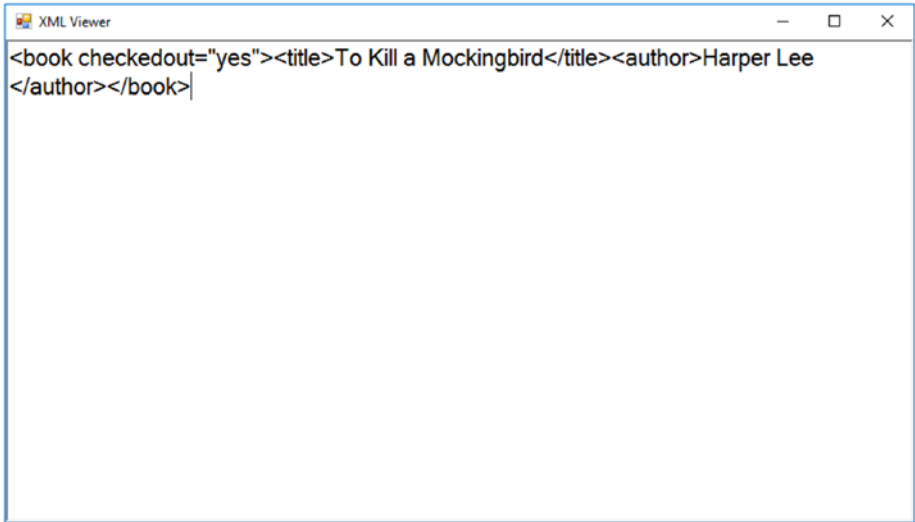 XML Viewer
<book checkedout="yes"><title>To Kill a Mockingbird</title><author>Harper Lee
</author></book>